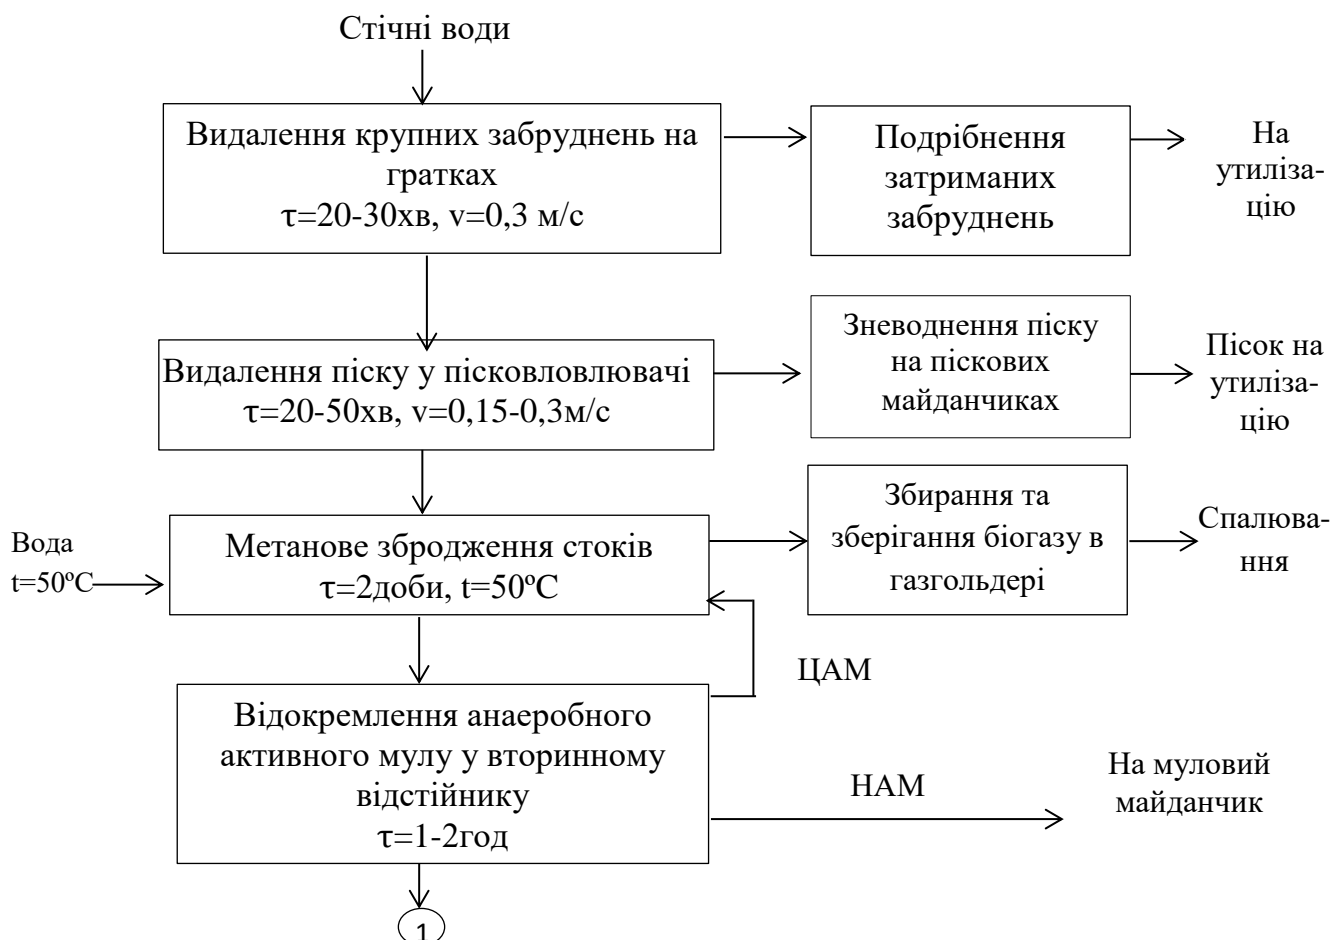 Стічні води
Видалення крупних забруднень на
гратках
τ=20-30хв, v=0,3 м/с
Подрібнення
затриманих
забруднень
На
утиліза-
цію
Видалення піску у пісковловлювачі
τ=20-50хв, v=0,15-0,3м/с
Зневоднення піску
на піскових
майданчиках
Пісок на
утиліза-
цію
Вода
t=50ºС
Метанове збродження стоків
τ=2доби, t=50ºС
Збирання та
зберігання біогазу в
газгольдері
Спалюва-
ння
ЦАМ
Відокремлення анаеробного
активного мулу у вторинному
відстійнику
τ=1-2год
НАМ
На муловий
майданчик
1